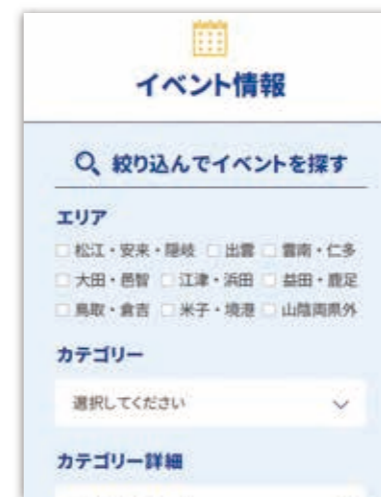 イベント情報
絞り込んでイベントを探す
エリア
松江・安来・隠岐 出雲 雲南・仁多
大田・邑智 江津・浜田 益田・鹿足
鳥取・倉吉 米子・境港 山陰両県外
カテゴリー
選択してください
カテゴリー詳細